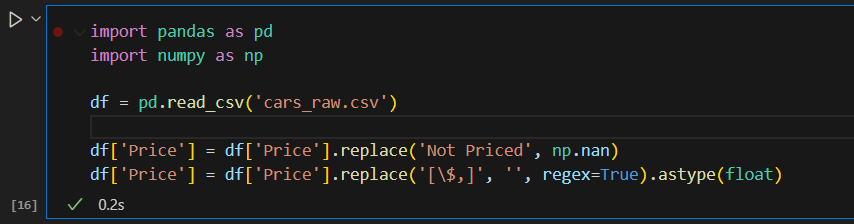 import pandas as pd
import numpy as np
df = pd.read_csv('cars_raw.csv')
df['Price'] = df['Price'].replace('Not Priced', np.nan)
df['Price'] = df['Price'].replace('[\$,]', '', regex=True).astype(float)
[16]
0.2s